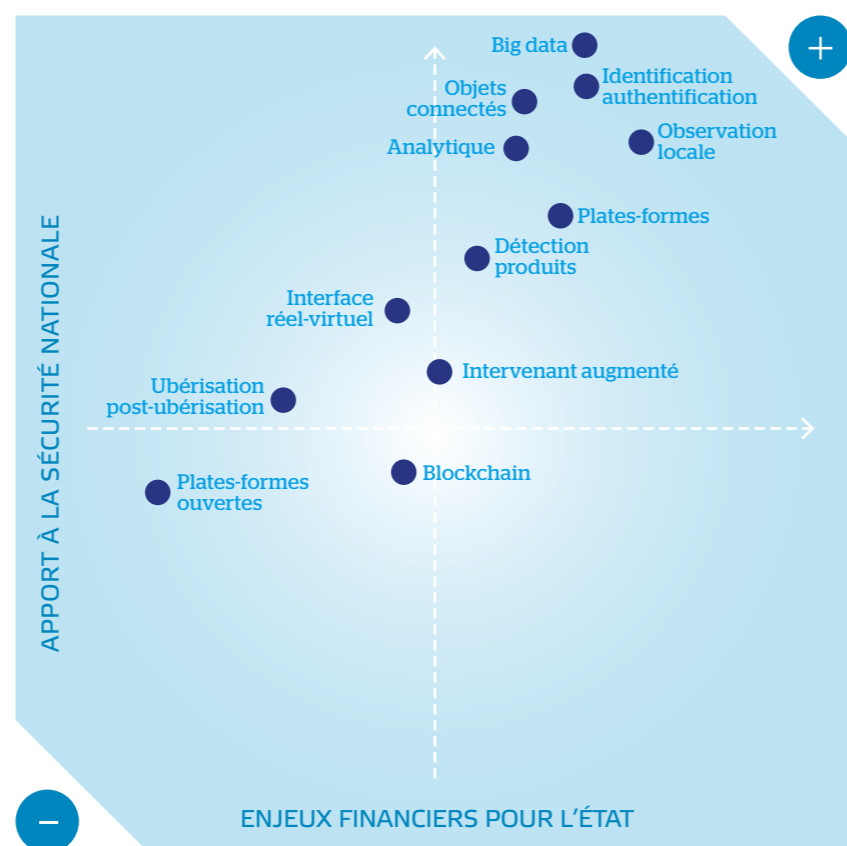 Big data
+
Identification
authentification
Objets
connectés
Observation
locale
Analytique
Plates-formes
Détection
produits
Interface
réel-virtuel
Intervenant augmenté
Ubérisation
post-ubérisation
Blockchain
Plates-formes
ouvertes
APPORT À LA SÉCURITÉ NATIONALE
–
ENJEUX FINANCIERS POUR L’ÉTAT